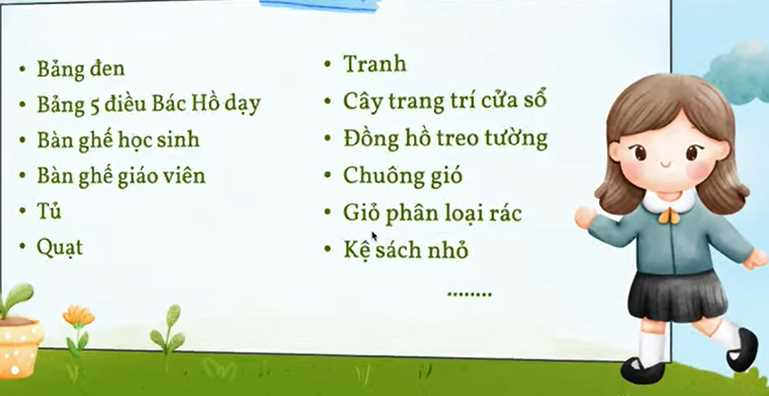 • Bảng đen
• Bảng 5 điều Bác Hồ dạy
• Bàn ghế học sinh
• Bàn ghế giáo viên
• Tủ
• Quạt
• Tranh
• Cây trang trí cửa sổ
• Đồng hồ treo tường
• Chuông gió
• Giỏ phân loại rác
• Kệ sách nhỏ
........